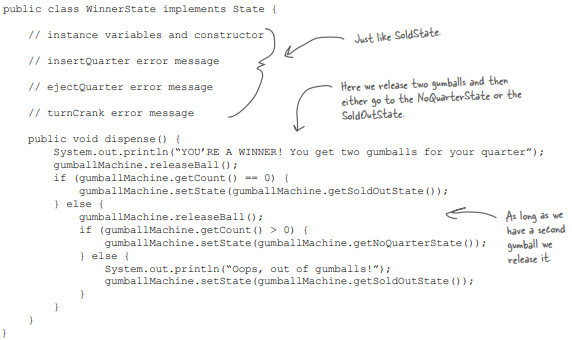 public class WinnerState implements State {
// instance variables and constructor
// insertQuarter error message
// ejectQuarter error message
// turnCrank error message
Just like SoldState.
Here we release two gumballs and then
either go to the NoQuarterState or the
SoldOutState.
public void dispense() {
System.out.println(“YOU’RE A WINNER! You get two gumballs for your quarter”);
gumballMachine.releaseBall();
if (gumballMachine.getCount() == 0) {
gumballMachine.setState(gumballMachine.getSoldOutState());
} else {
gumballMachine.releaseBall();
if (gumballMachine.getCount() > 0) {
gumballMachine.setState(gumballMachine.getNoQuarterState());
} else {
System.out.println(“Oops, out of gumballs!”);
gumballMachine.setState(gumballMachine.getSoldOutState());
}
}
}
}
As long as we
have a second
gumball we
release it.